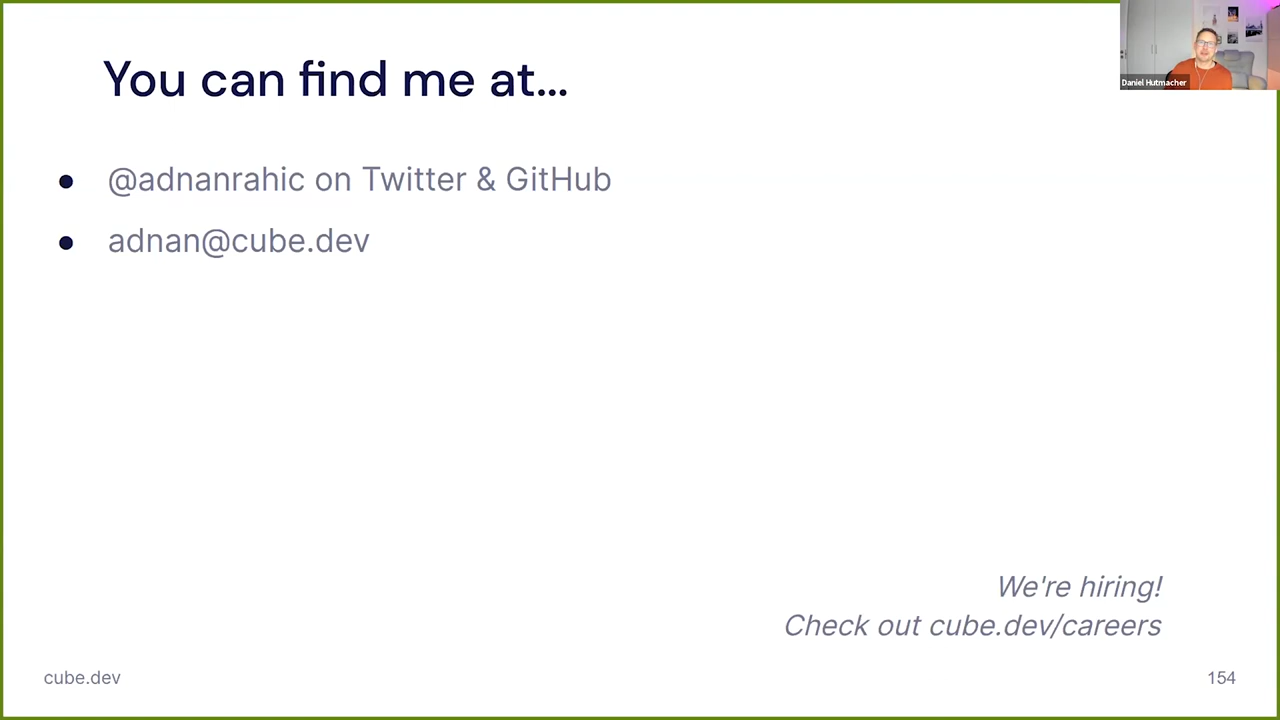 You can find me at...
Daniel Hutmacher
@adnanrahic on Twitter & GitHub
adnan@cube.dev
We're hiring!
Check out cube.dev/careers
cube.dev
154